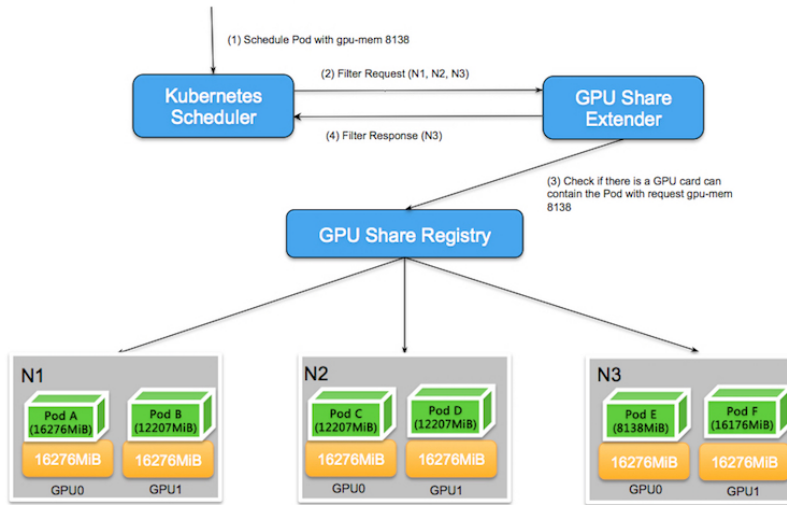 (1) Schedule Pod with gpu-mem 8138
(2) Filter Request (N1, N2, N3)
Kubernetes
Scheduler
GPU Share
Extender
(4) Filter Response (N3)
(3) Check if there is a GPU card can
contain the Pod with request gpu-mem
8138
GPU Share Registry
N1
Pod A
(16276MiB)
Pod B
(12207MiB)
16276MiB
16276MiB
GPU0
GPU1
N2
Pod C
(12207MiB)
Pod D
(12207MiB)
16276MiB
16276MiB
GPU0
GPU1
N3
Pod E
(8138MiB)
Pod F
(16176MiB)
16276MiB
16276MiB
GPU0
GPU1